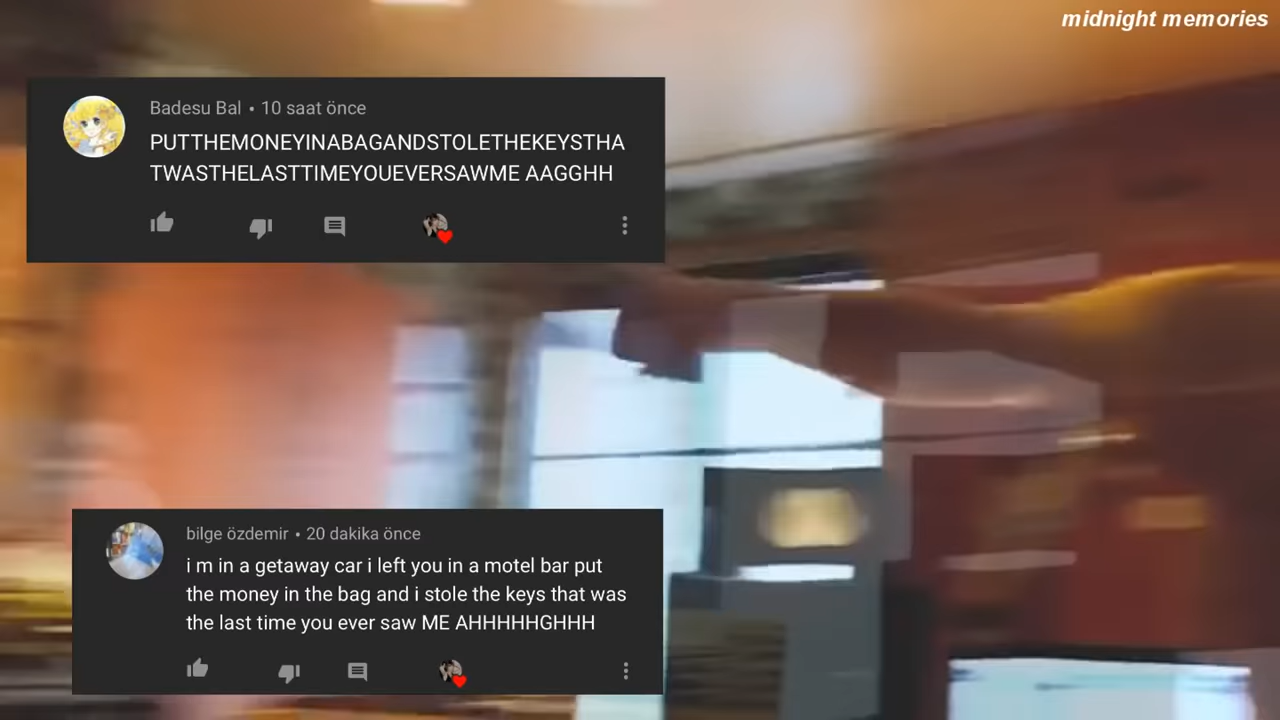 midnight memories
Badesu Bal • 10 saat önce
PUTTHEMONEYINABAGANDSTOLETHEKEYSTHA
TWASTHELASTTIMEYOUEVERSAWME AAGGHH
bilge özdemir • 20 dakika önce
i m in a getaway car i left you in a motel bar put
the money in the bag and i stole the keys that was
the last time you ever saw ME AHHHHHGHHH